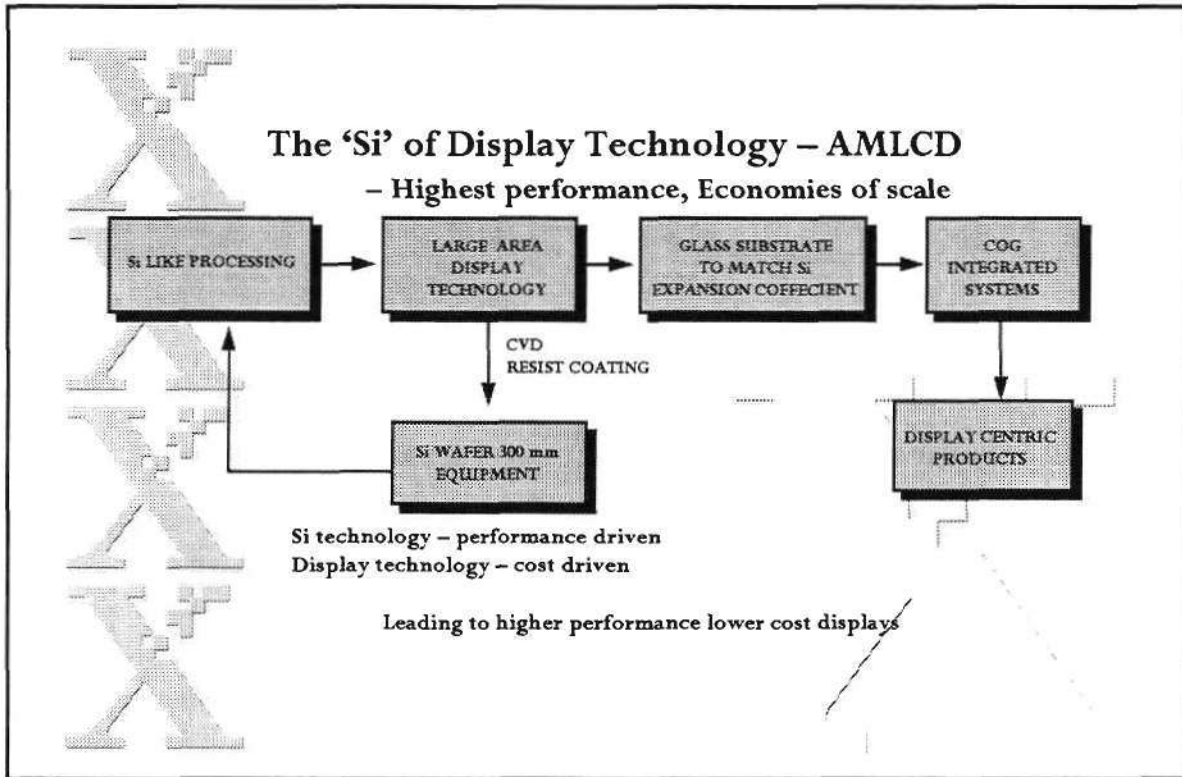 The ‘Si’ of Display Technology – AMLCD
– Highest performance, Economies of scale
Si LIKE PROCESSING
LARGE AREA
DISPLAY
TECHNOLOGY
GLASS SUBSTRATE
TO MATCH Si
EXPANSION COFFECIENT
COG
INTEGRATED
SYSTEMS
CVD
RESIST COATING
Si WAFER 300 mm
EQUIPMENT
DISPLAY CENTRIC
PRODUCTS
Si technology – performance driven
Display technology – cost driven
Leading to higher performance lower cost displays